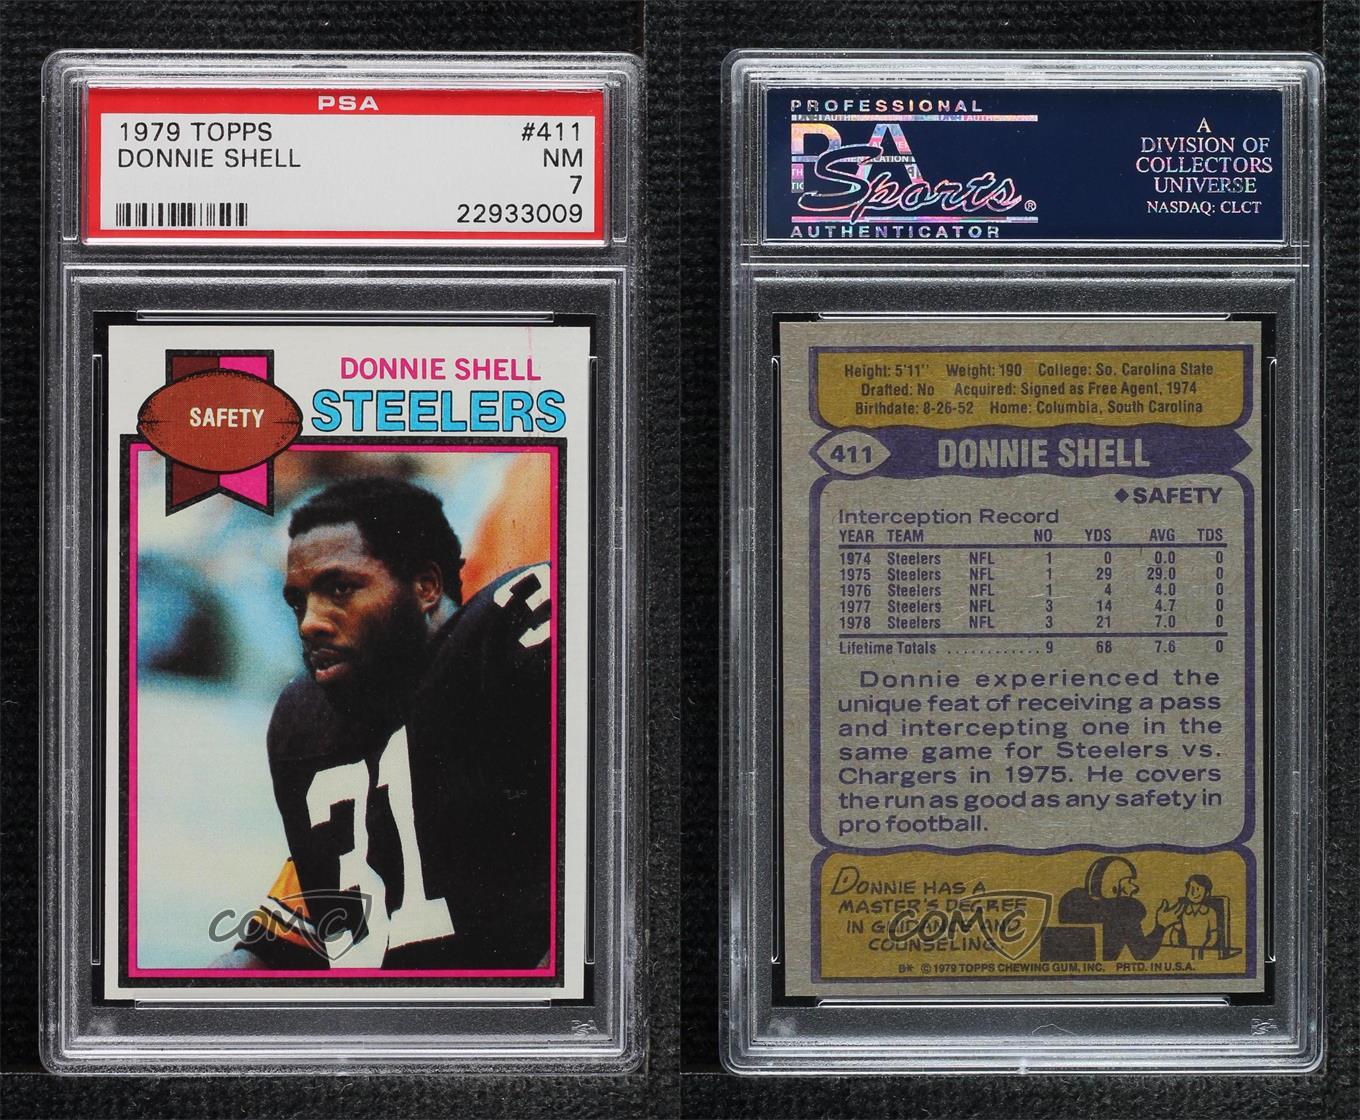 PSA
1979 TOPPS #411
DONNIE SHELL NM
7
22933009
DONNIE SHELL
STEELERS
SAFETY
31
3
COMC
PROFESSIONAL
PSA
Sports®
AUTHENTICATOR
A
DIVISION OF
COLLECTORS
UNIVERSE
NASDAQ: CLCT
Height: 5'11" Weight: 190 College: So. Carolina State
Drafted: No Acquired: Signed as Free Agent, 1974
Birthdate: 8-26-52 Home: Columbia, South Carolina
411 DONNIE SHELL
◆SAFETY
Interception Record
YEAR TEAM NO YDS AVG TDS
1974 Steelers NFL 1 0 0.0 0
1975 Steelers NFL 1 29 29.0 0
1976 Steelers NFL 1 4 4.0 0
1977 Steelers NFL 3 14 4.7 0
1978 Steelers NFL 3 21 7.0 0
Lifetime Totals ............ 9 68 7.6 0
Donnie experienced the
unique feat of receiving a pass
and intercepting one in the
same game for Steelers vs.
Chargers in 1975. He covers
the run as good as any safety in
pro football.
DONNIE HAS A
MASTER'S DEGREE
IN GUIDANCE AND
COUNSELING.
COMC
B* © 1979 TOPPS CHEWING GUM, INC. PRTD. IN U.S.A.